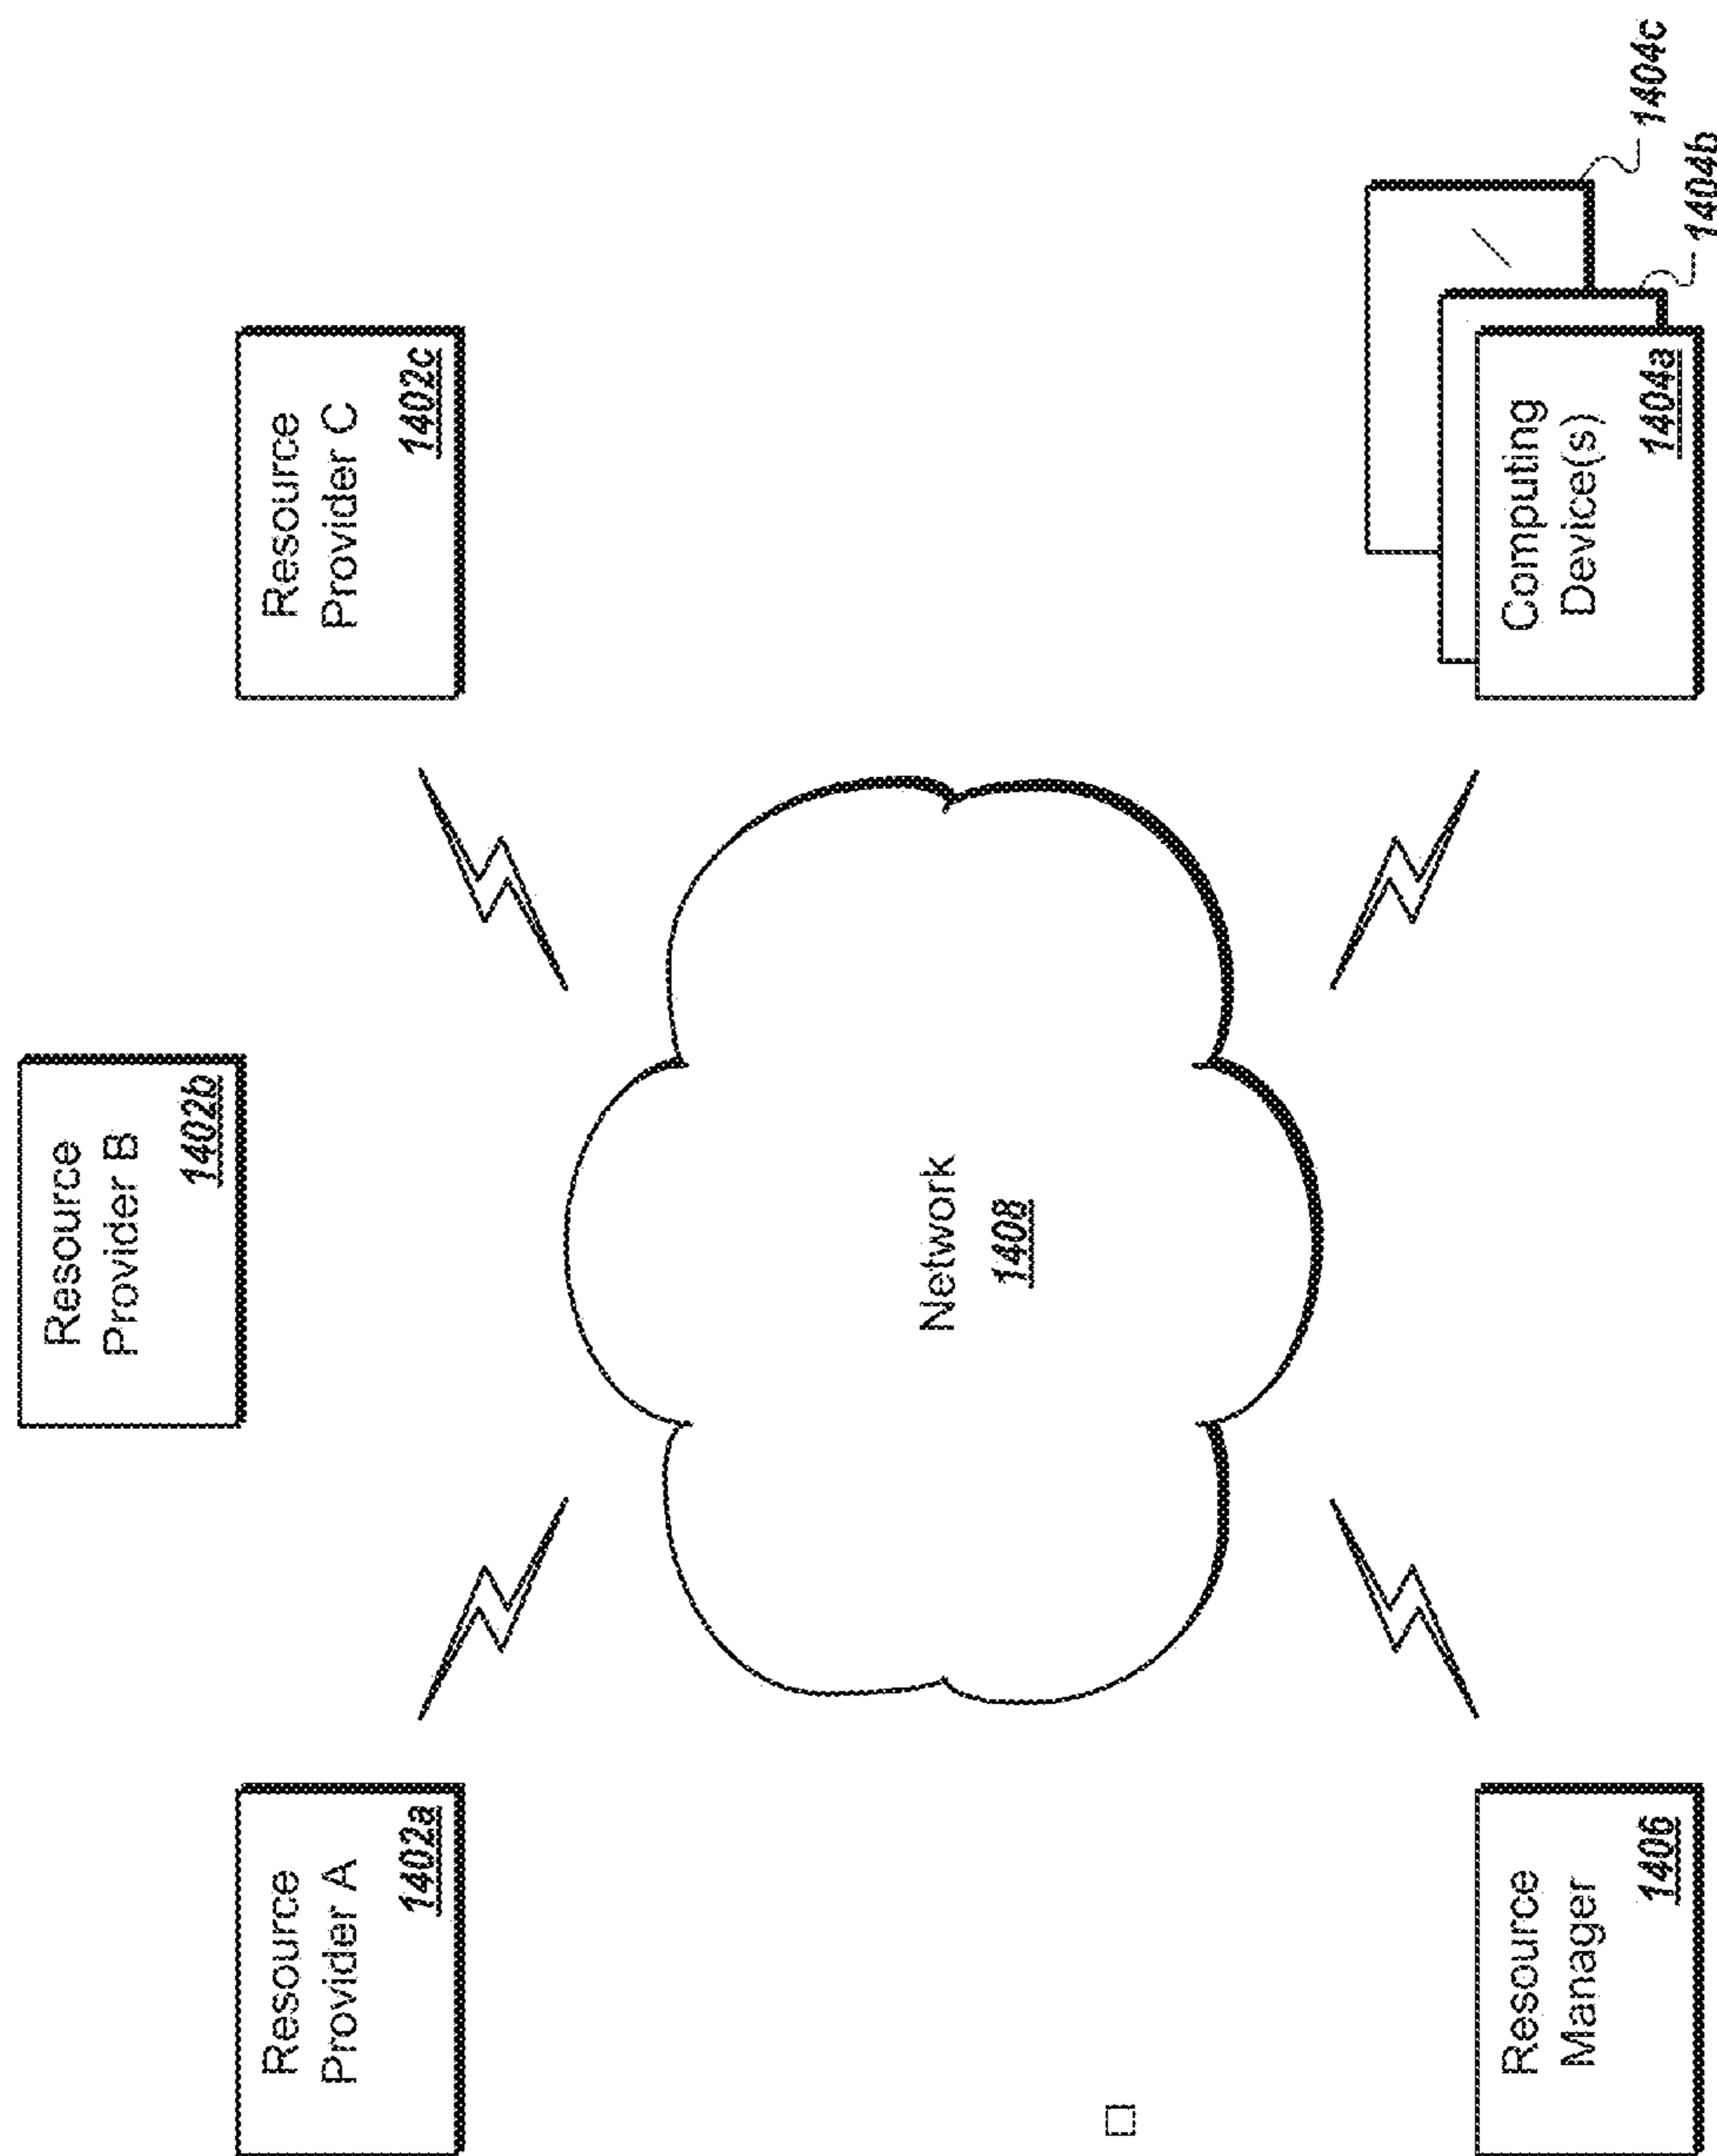 Resource
Provider B
1402b
Resource
Provider A
1402a
Resource
Provider C
1402c
Network
1408
Resource
Manager
1406
Computing
Device(s)
1404a
1404b
1404c